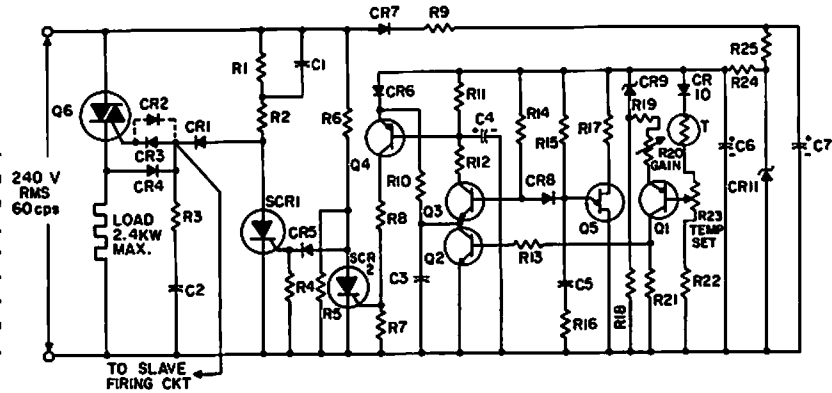 CR7
R9
R1
C1
R25
CR2
CR6
R11
CR9
CR
10
R24
Q6
CR1
R2
R6
C4
R14
R19
R15
R17
T
C6
C7
CR3
CR4
Q4
R12
R20
GAIN
CR11
240 V
RMS
60cps
R10
CR8
Q3
Q5
Q1
R23
TEMP
SET
LOAD
2.4KW
MAX.
R3
SCR1
R8
CR5
Q2
R13
SCR
2
C3
C5
C2
R4
R5
R7
R16
R18
R21
R22
TO SLAVE
FIRING CKT